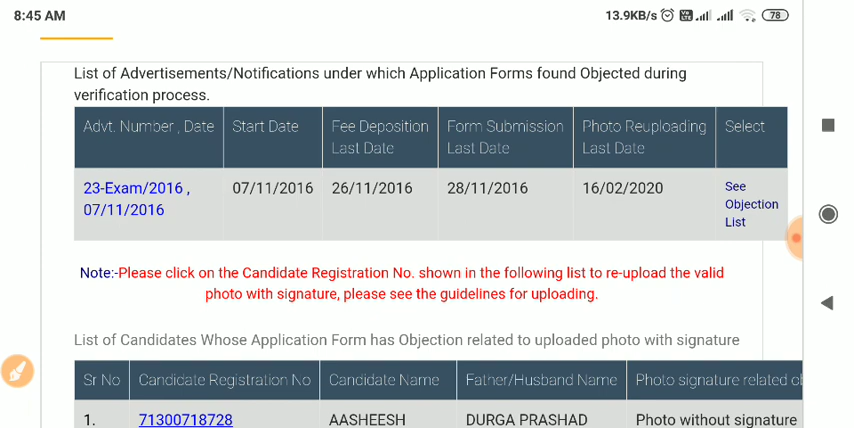 8:45 AM 13.9KB/s 78
List of Advertisements/Notifications under which Application Forms found Objected during
verification process.
Advt. Number , Date Start Date Fee Deposition Form Submission Photo Reuploading Select
Last Date Last Date Last Date
23-Exam/2016 , 07/11/2016 26/11/2016 28/11/2016 16/02/2020 See
07/11/2016 Objection
List
Note:-Please click on the Candidate Registration No. shown in the following list to re-upload the valid
photo with signature, please see the guidelines for uploading.
List of Candidates Whose Application Form has Objection related to uploaded photo with signature
Sr No Candidate Registration No Candidate Name Father/Husband Name Photo signature related
1. 71300718728 AASHEESH DURGA PRASHAD Photo without signature